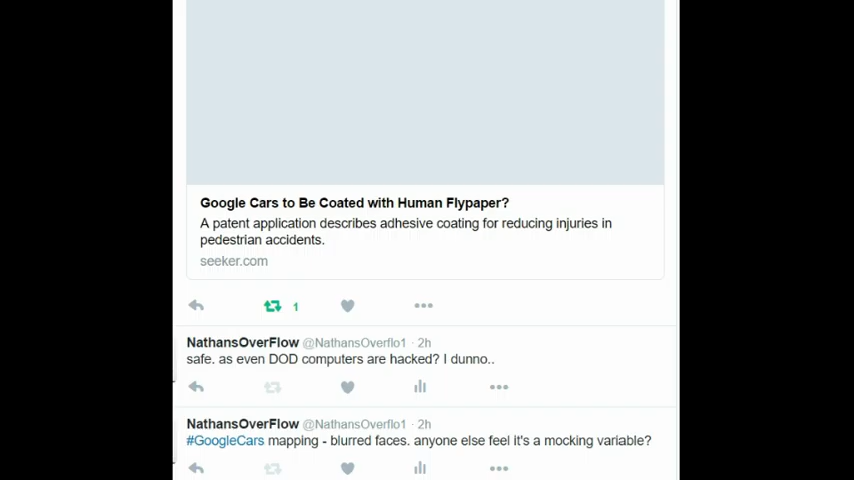 Google Cars to Be Coated with Human Flypaper?
A patent application describes adhesive coating for reducing injuries in
pedestrian accidents.
seeker.com
1
NathansOverFlow @NathansOverflo1 · 2h
safe. as even DOD computers are hacked? I dunno..
NathansOverFlow @NathansOverflo1 · 2h
#GoogleCars mapping - blurred faces. anyone else feel it's a mocking variable?